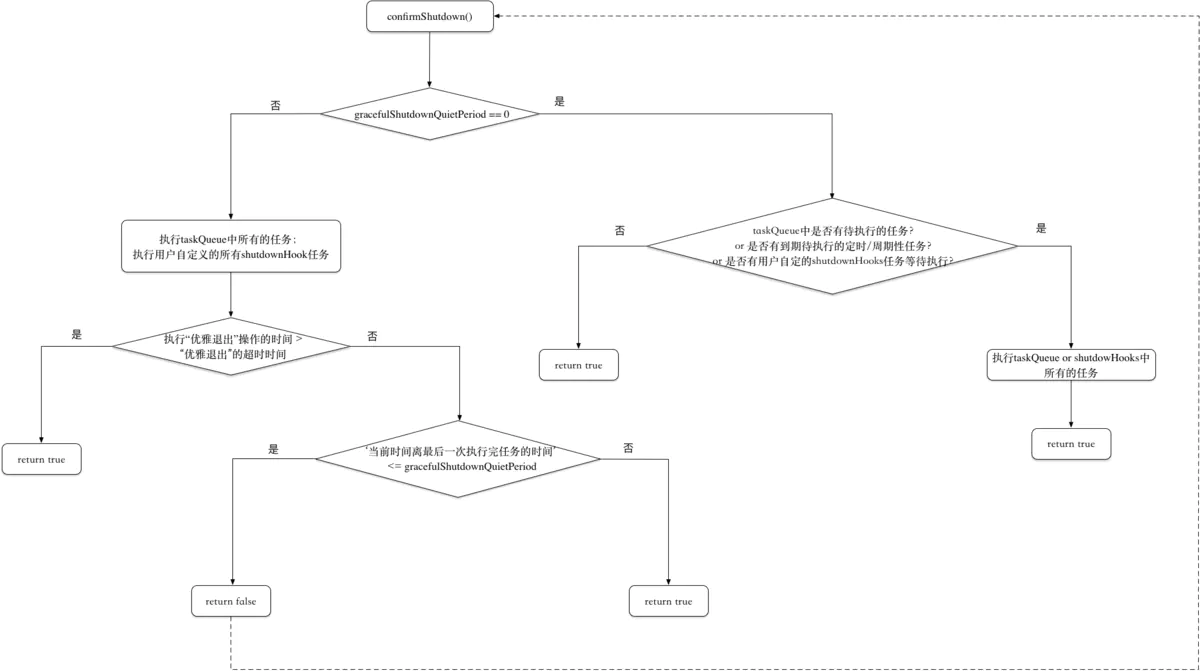 confirmShutdown()
否
是
gracefulShutdownQuietPeriod == 0
执行taskQueue中所有的任务;
执行用户自定义的所有shutdownHook任务
否
taskQueue中是否有待执行的任务?
or 是否有到期待执行的定时/周期性任务?
or 是否有用户自定的shutdownHooks任务等待执行?
是
是
执行“优雅退出”操作的时间 >
“优雅退出”的超时时间
否
return true
执行taskQueue or shutdowHooks中
所有的任务
return true
return true
是
‘当前时间离最后一次执行完任务的时间’
<= gracefulShutdownQuietPeriod
否
return false
return true